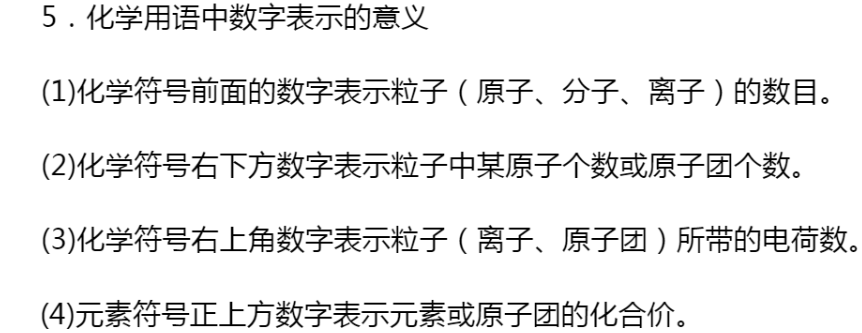 5．化学用语中数字表示的意义
(1)化学符号前面的数字表示粒子（原子、分子、离子）的数目。
(2)化学符号右下方数字表示粒子中某原子个数或原子团个数。
(3)化学符号右上角数字表示粒子（离子、原子团）所带的电荷数。
(4)元素符号正上方数字表示元素或原子团的化合价。